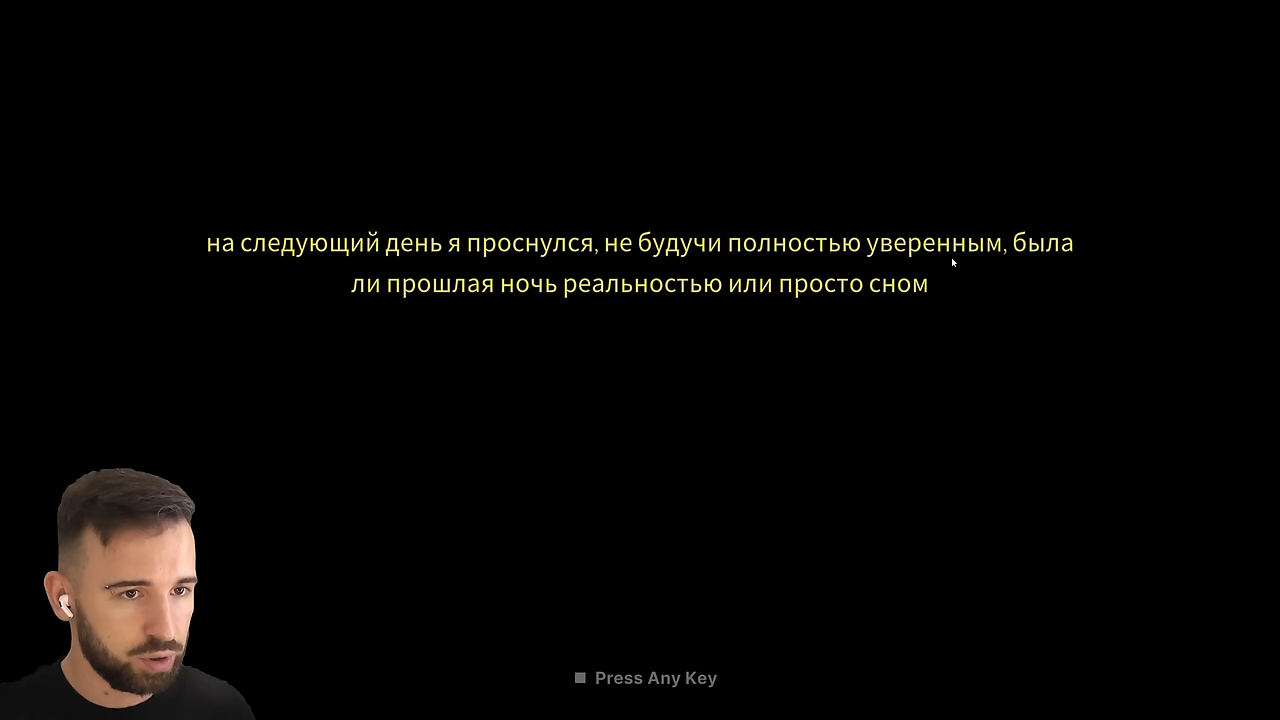 на следующий день я проснулся, не будучи полностью уверенным, была
ли прошлая ночь реальностью или просто сном
Press Any Key